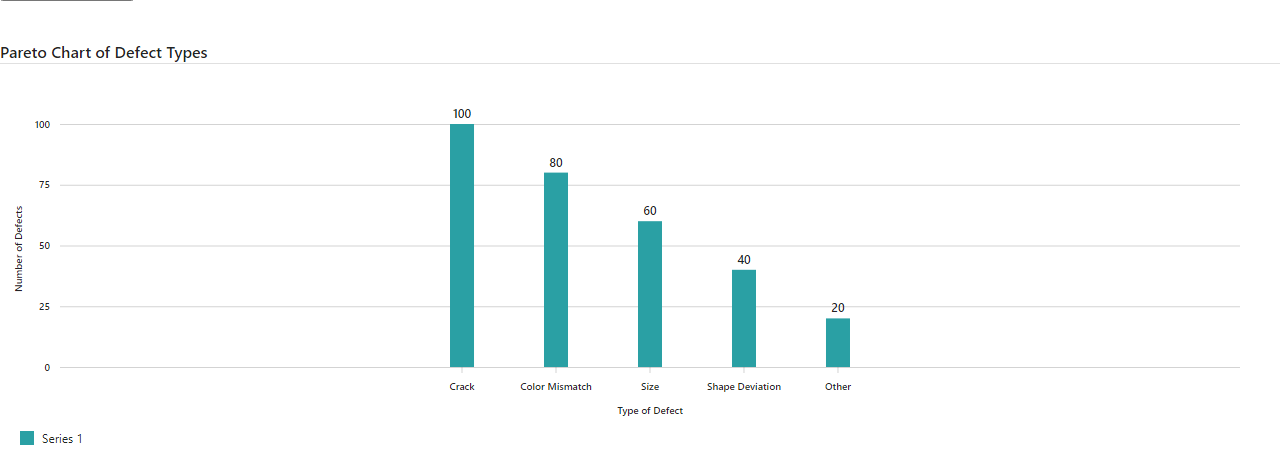 Pareto Chart of Defect Types
100
80
60
40
20
100
75
50
25
0
Number of Defects
Crack Color Mismatch Size Shape Deviation Other
Type of Defect
Series 1